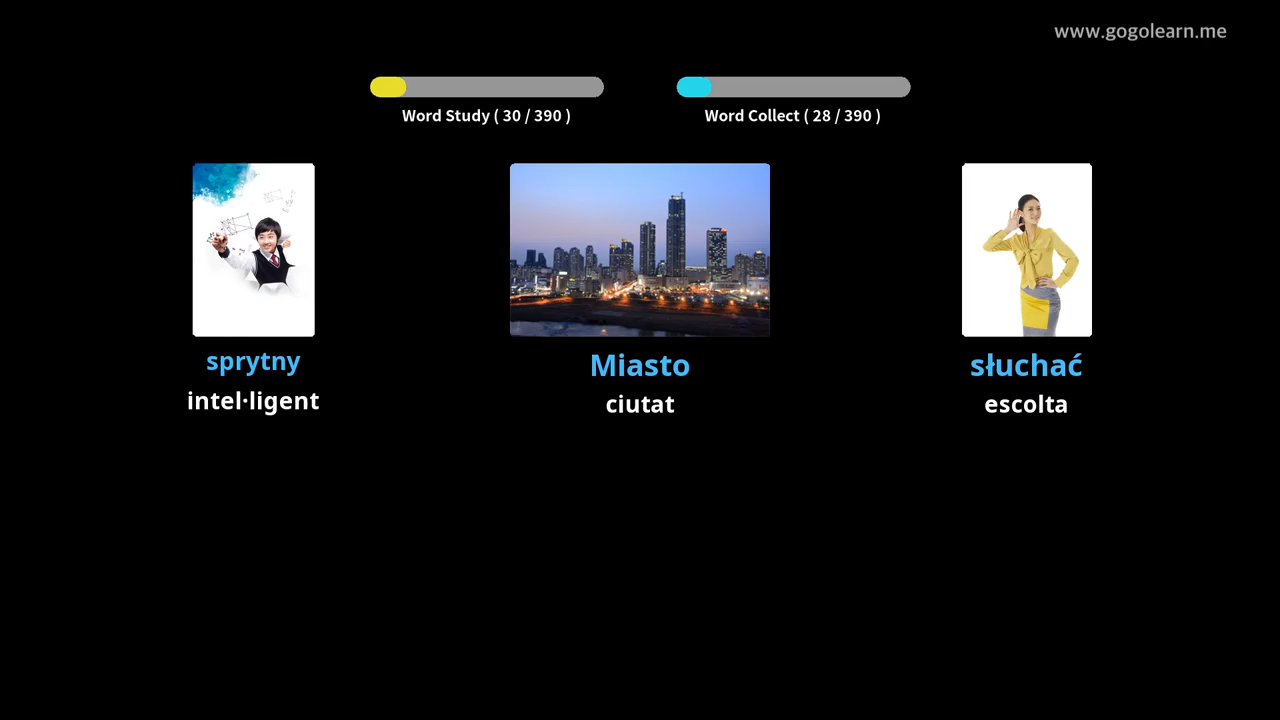 www.gogolearn.me
Word Study ( 30 / 390 )
Word Collect ( 28 / 390 )
sprytny
intel·ligent
Miasto
ciutat
słuchać
escolta